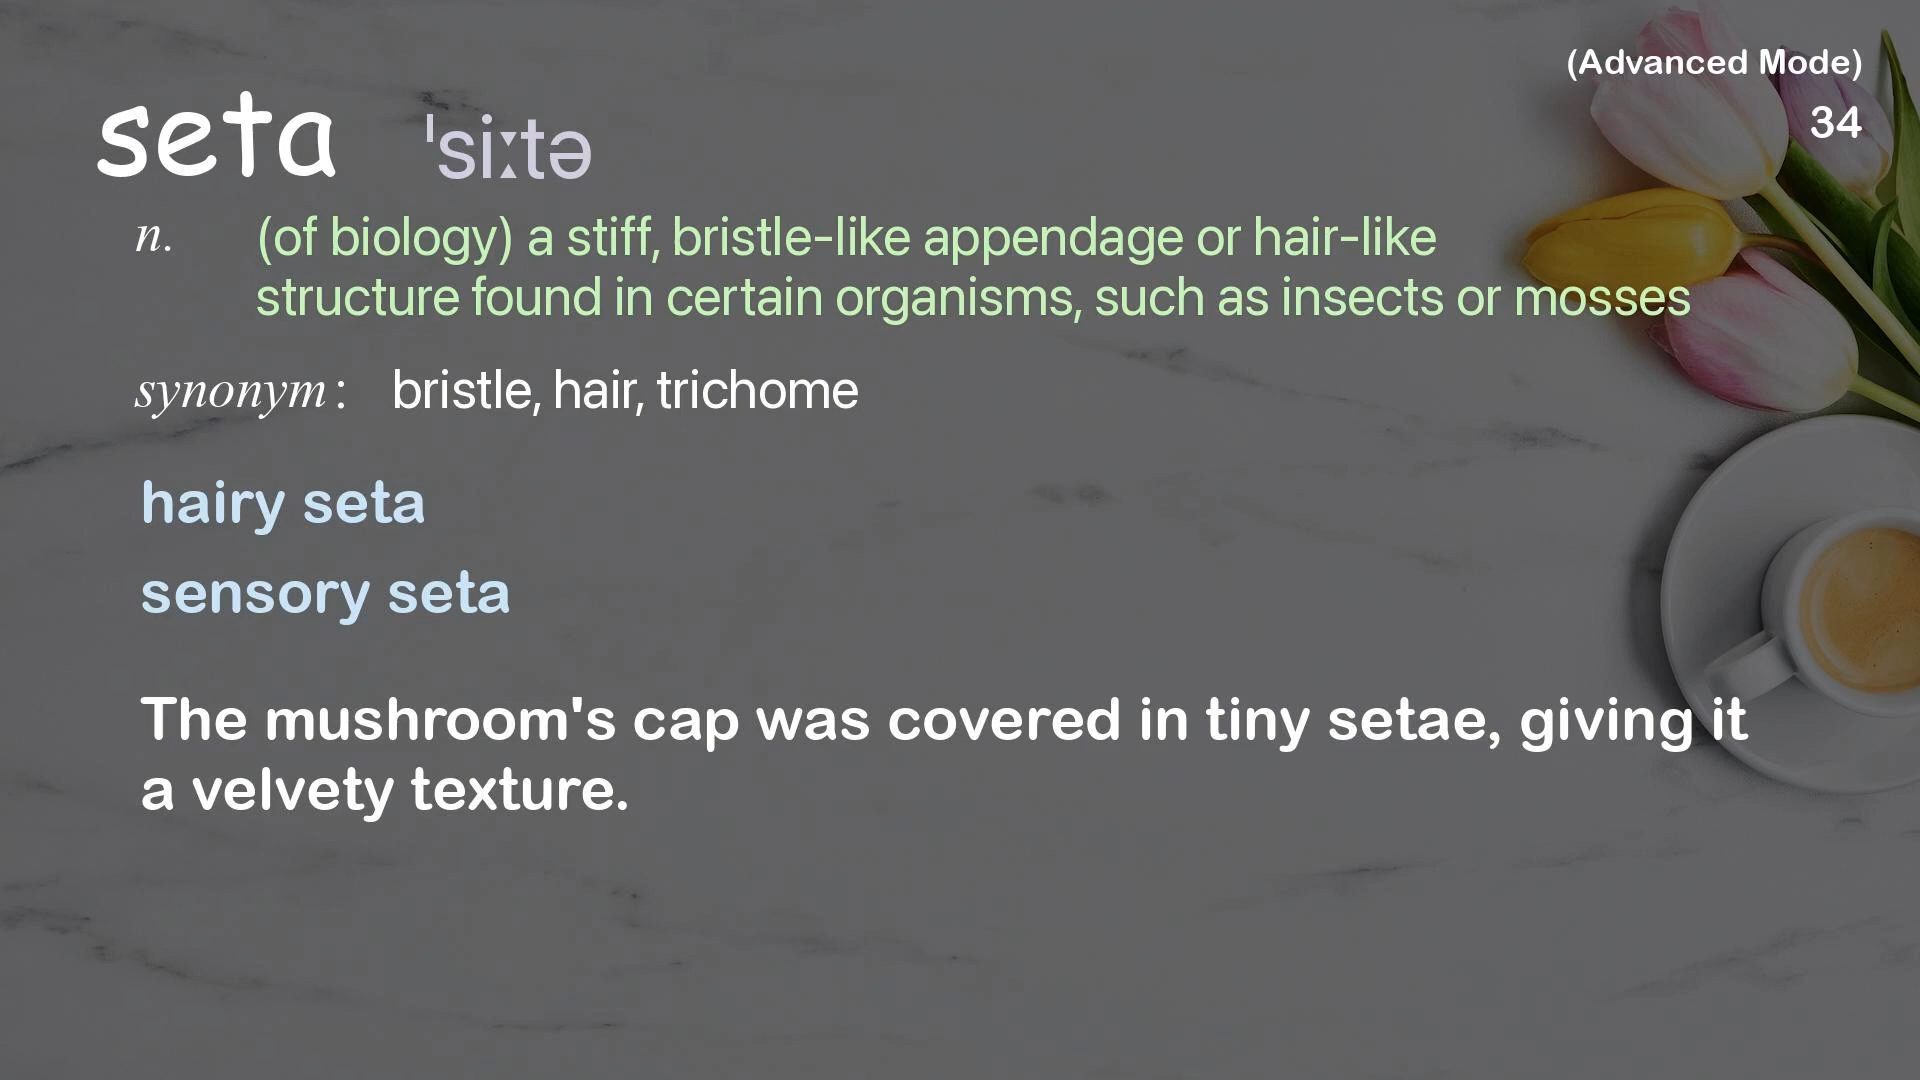 (Advanced Mode)
34
seta ˈsiːtə
n. (of biology) a stiff, bristle-like appendage or hair-like
structure found in certain organisms, such as insects or mosses
synonym: bristle, hair, trichome
hairy seta
sensory seta
The mushroom's cap was covered in tiny setae, giving it
a velvety texture.